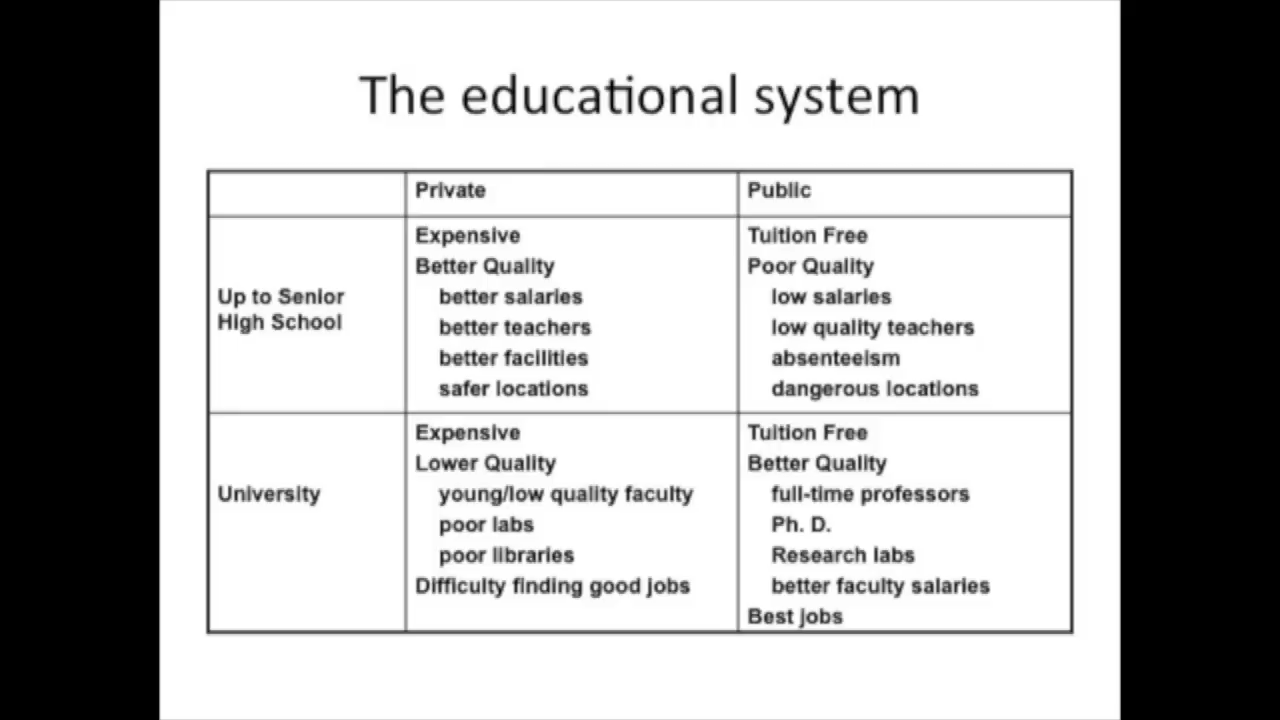 The educational system
Private
Public
Up to Senior
High School
Expensive
Better Quality
better salaries
better teachers
better facilities
safer locations
Tuition Free
Poor Quality
low salaries
low quality teachers
absenteeism
dangerous locations
University
Expensive
Lower Quality
young/low quality faculty
poor labs
poor libraries
Difficulty finding good jobs
Tuition Free
Better Quality
full-time professors
Ph. D.
Research labs
better faculty salaries
Best jobs